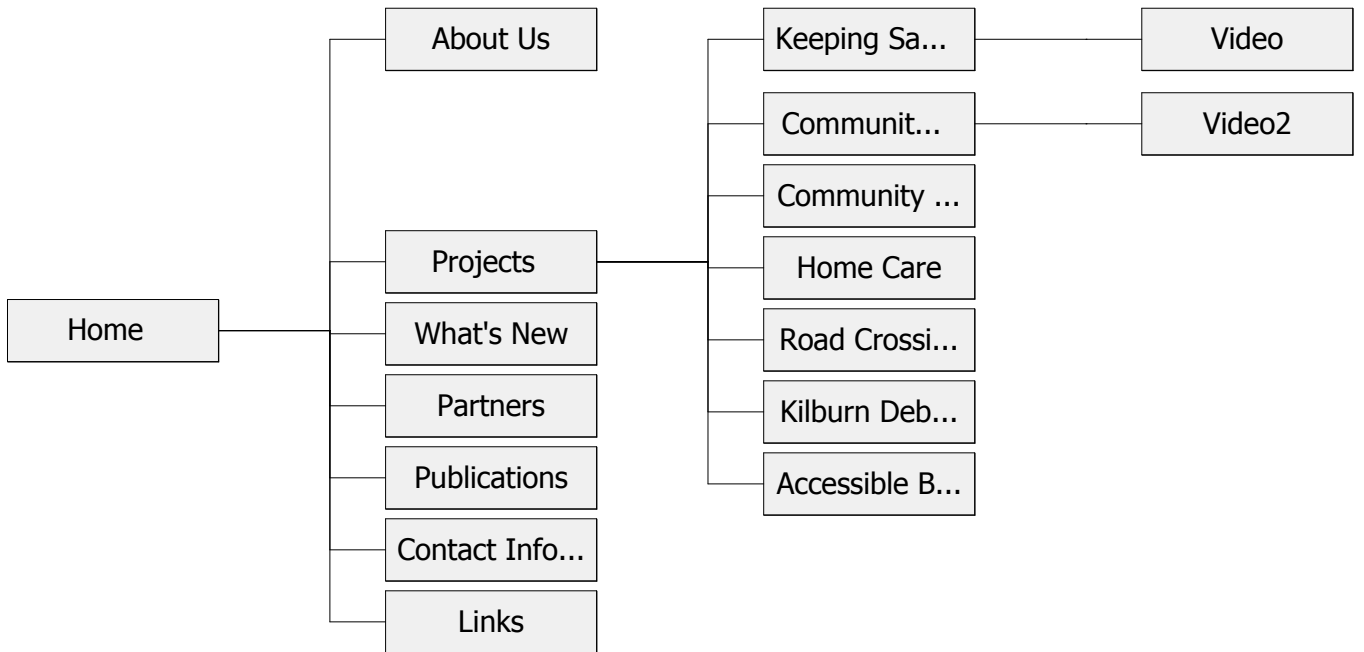 Home
About Us
Projects
What's New
Partners
Publications
Contact Info...
Links
Keeping Sa...
Communit...
Community ...
Home Care
Road Crossi...
Kilburn Deb...
Accessible B...
Video
Video2